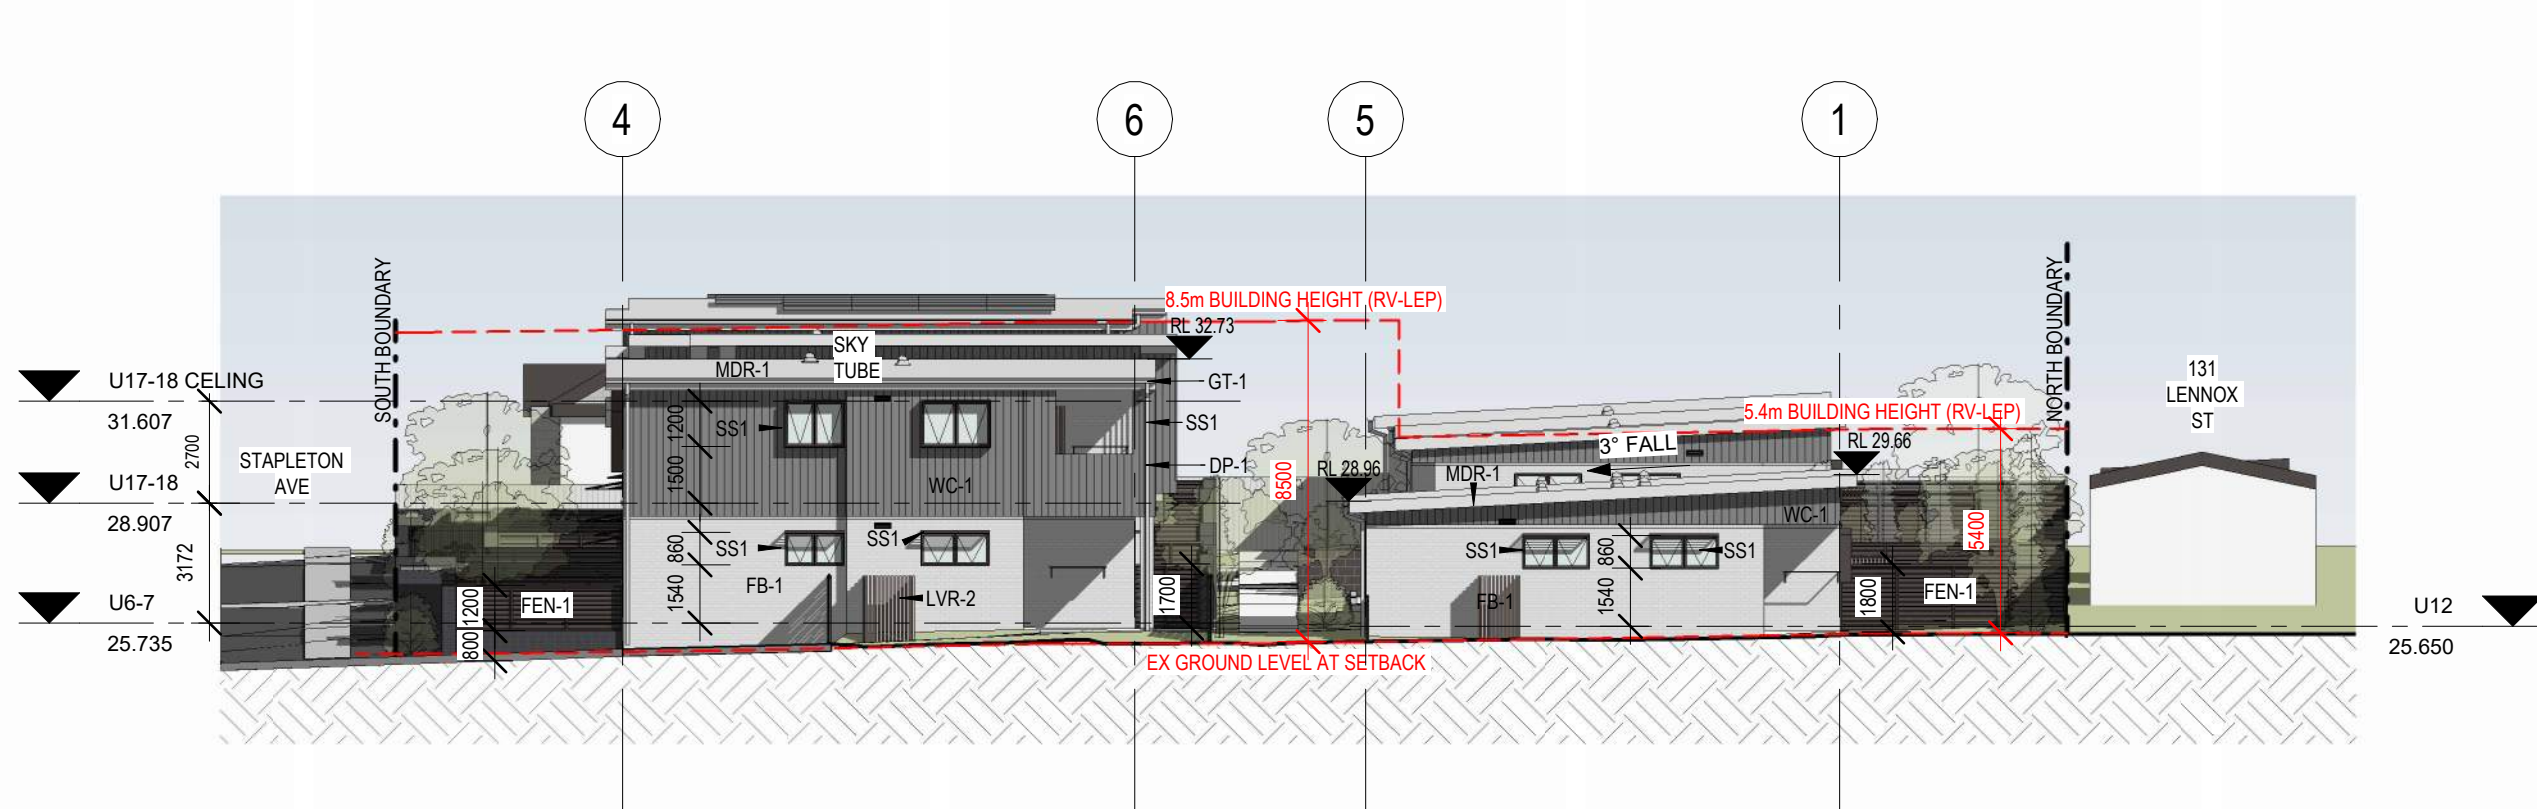 4
6
5
1
SOUTH BOUNDARY
NORTH BOUNDARY
8.5m BUILDING HEIGHT (RV-LEP)
RL 32.73
SKY
TUBE
MDR-1
GT-1
U17-18 CELING
31.607
2700
1200
SS1
SS1
131
LENNOX
ST
5.4m BUILDING HEIGHT (RV-LEP)
RL 29.66
3° FALL
STAPLETON
AVE
U17-18
28.907
1500
WC-1
DP-1
8500
RL 28.96
MDR-1
WC-1
3172
860
SS1
SS1
SS1
860
SS1
5400
U6-7
25.735
1200
800
FEN-1
1540
FB-1
LVR-2
1700
FB-1
1540
1800
FEN-1
U12
25.650
EX GROUND LEVEL AT SETBACK